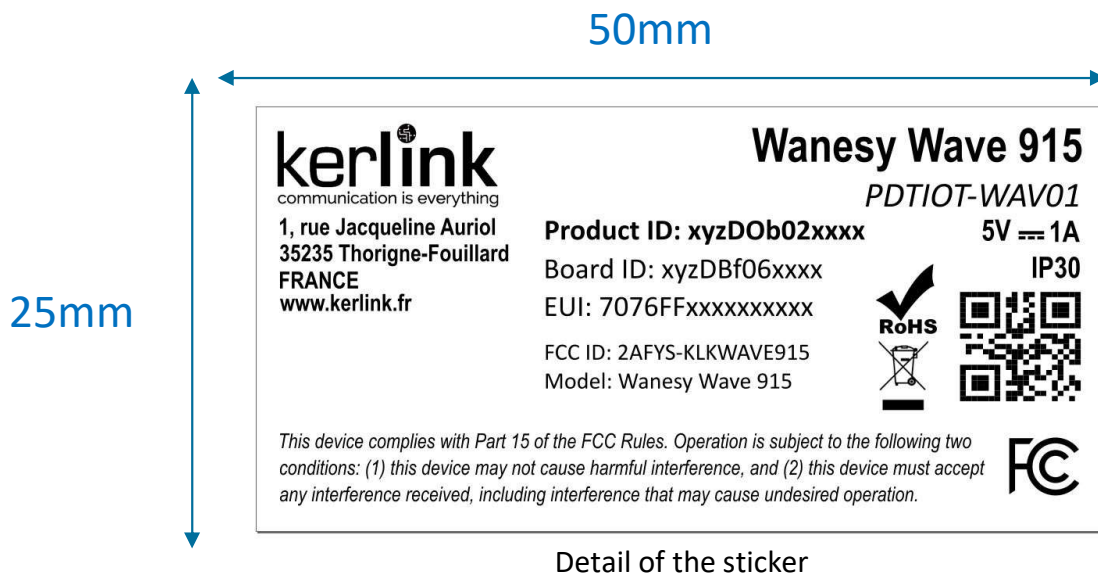 50mm
25mm
kerlink
communication is everything
1, rue Jacqueline Auriol
35235 Thorigne-Fouillard
FRANCE
www.kerlink.fr
Wanesy Wave 915
PDTIOT-WAV01
Product ID: xyzDOb02xxxx
5V ⎓ 1A
Board ID: xyzDBf06xxxx
IP30
EUI: 7076FFxxxxxxxxxx
RoHS
FCC ID: 2AFYS-KLKWAVE915
Model: Wanesy Wave 915
This device complies with Part 15 of the FCC Rules. Operation is subject to the following two
conditions: (1) this device may not cause harmful interference, and (2) this device must accept
any interference received, including interference that may cause undesired operation.
FC
Detail of the sticker